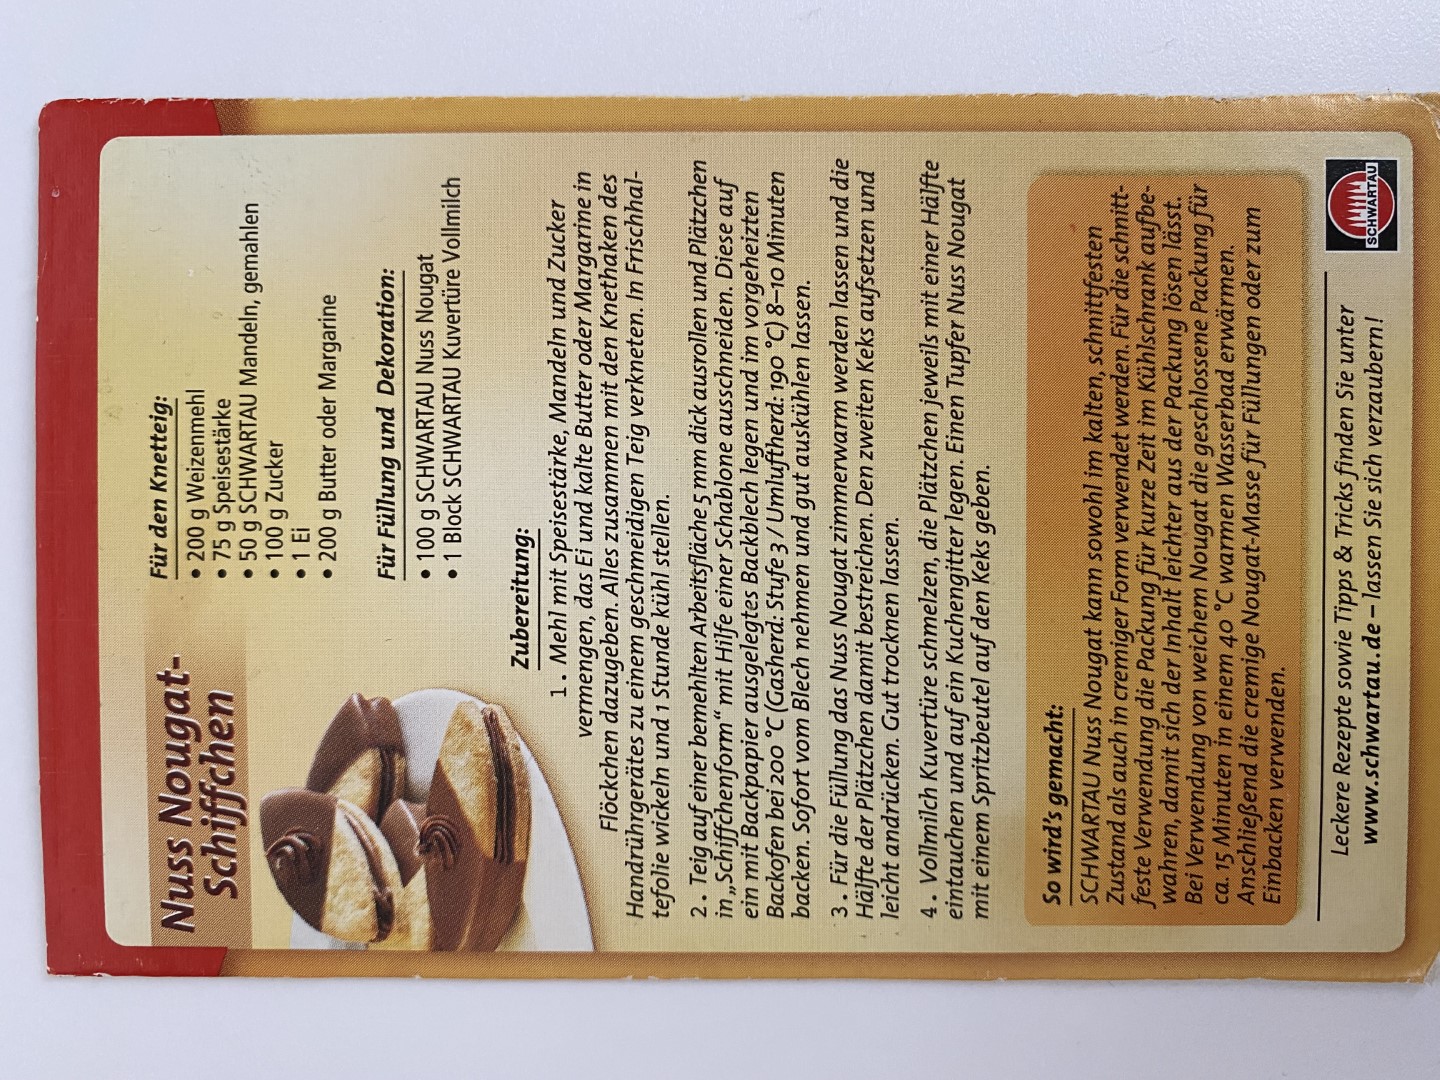 Nuss Nougat-
Schiffchen
Für den Knetteig:
• 200 g Weizenmehl
• 75 g Speisestärke
• 50 g SCHWARTAU Mandeln, gemahlen
• 100 g Zucker
• 1 Ei
• 200 g Butter oder Margarine
Für Füllung und Dekoration:
• 100 g SCHWARTAU Nuss Nougat
• 1 Block SCHWARTAU Kuvertüre Vollmilch
Zubereitung:
1. Mehl mit Speisestärke, Mandeln und Zucker
vermengen, das Ei und kalte Butter oder Margarine in
Flöckchen dazugeben. Alles zusammen mit den Knethaken des
Handrührgerätes zu einem geschmeidigen Teig verkneten. In Frischhal-
tefolie wickeln und 1 Stunde kühl stellen.
2. Teig auf einer bemehlten Arbeitsfläche 5 mm dick ausrollen und Plätzchen
in „Schiffchenform“ mit Hilfe einer Schablone ausschneiden. Diese auf
ein mit Backpapier ausgelegtes Backblech legen und im vorgeheizten
Backofen bei 200 °C (Gasherd: Stufe 3 / Umluftherd: 190 °C) 8–10 Minuten
backen. Sofort vom Blech nehmen und gut auskühlen lassen.
3. Für die Füllung das Nuss Nougat zimmerwarm werden lassen und die
Hälfte der Plätzchen damit bestreichen. Den zweiten Keks aufsetzen und
leicht andrücken. Gut trocknen lassen.
4. Vollmilch Kuvertüre schmelzen, die Plätzchen jeweils mit einer Hälfte
eintauchen und auf ein Kuchengitter legen. Einen Tupfer Nuss Nougat
mit einem Spritzbeutel auf den Keks geben.
So wird's gemacht:
SCHWARTAU Nuss Nougat kann sowohl im kalten, schnittfesten
Zustand als auch in cremiger Form verwendet werden. Für die schnitt-
feste Verwendung die Packung für kurze Zeit im Kühlschrank aufbe-
wahren, damit sich der Inhalt leichter aus der Packung lösen lässt.
Bei Verwendung von weichem Nougat die geschlossene Packung für
ca. 15 Minuten in einem 40 °C warmen Wasserbad erwärmen.
Anschließend die cremige Nougat-Masse für Füllungen oder zum
Einbacken verwenden.
Leckere Rezepte sowie Tipps & Tricks finden Sie unter
www.schwartau.de – lassen Sie sich verzaubern!
SCHWARTAU